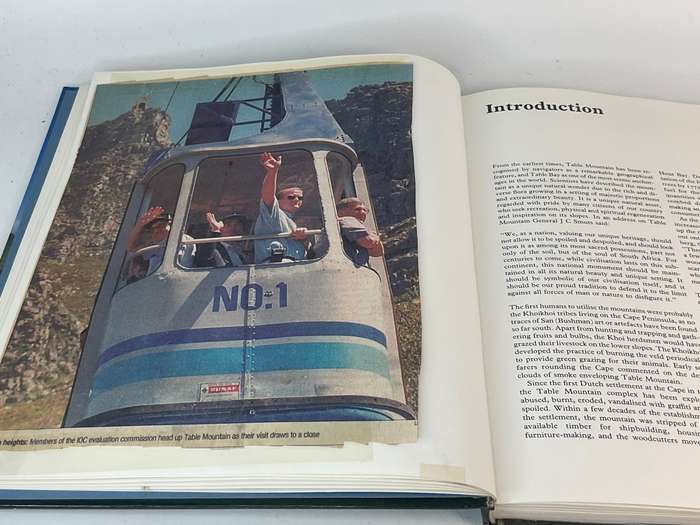 NO.1
heights: Members of the IOC evaluation commission head up Table Mountain as their visit draws to a close
Introduction
From the earliest times, Table Mountain has been re-
cognised by navigators as a remarkable geographical
feature, and Table Bay as one of the most scenic anchor-
ages in the world. Scientists have described the moun-
tain as a unique natural wonder due to the rich and di-
verse flora growing in a setting of majestic proportions
and extraordinary beauty. It is a unique natural asset
regarded with pride by many citizens of our country
who seek recreation, physical and spiritual regeneration
and inspiration on its slopes. In an address on Table
Mountain General J C Smuts said:
"We, as a nation, valuing our unique heritage, should
not allow it to be spoiled and despoiled, and should look
upon it as among its most sacred possessions, part not
only of the soil, but of the soul of South Africa. For
centuries to come, while civilisation lasts on this sub-
continent, this national monument should be main-
tained in all its natural beauty and unique setting. It
should be symbolic of our civilisation itself, and it
should be our proud tradition to defend it to the limit
against all forces of man or nature to disfigure it."
The first humans to utilise the mountains were probably
the Khoikhoi tribes living on the Cape Peninsula, as no
traces of San (Bushman) art or artefacts have been found
so far south. Apart from hunting and trapping and gath-
ering fruits and bulbs, the Khoi herdsmen would have
grazed their livestock on the lower slopes. The Khoikh
developed the practice of burning the veld periodical
to provide green grazing for their animals. Early se
farers rounding the Cape commented on the de
clouds of smoke enveloping Table Mountain.
Since the first Dutch settlement at the Cape in
the Table Mountain complex has been explo
abused, burnt, eroded, vandalised with graffiti a
spoiled. Within a few decades of the establishm
the settlement, the mountain was stripped of
available timber for shipbuilding, housin
furniture-making, and the woodcutters move